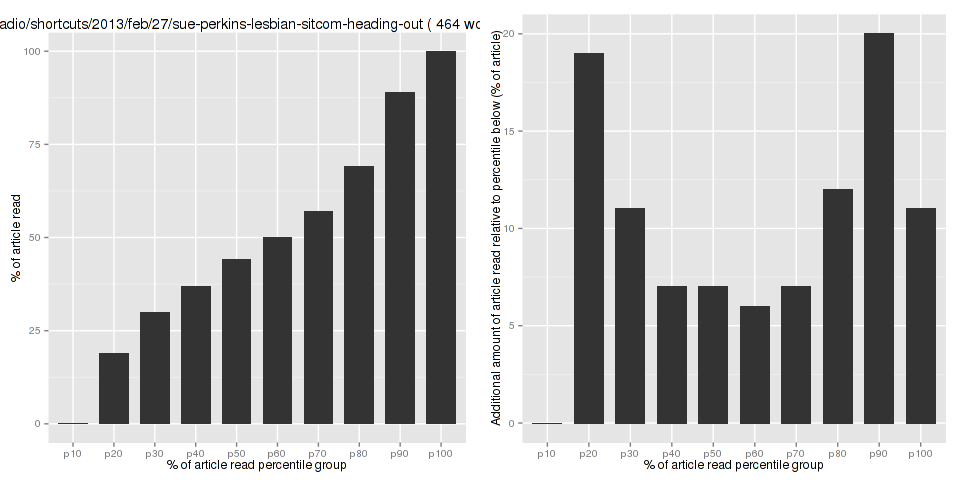 adio/shortcuts/2013/feb/27/sue-perkins-lesbian-sitcom-heading-out ( 464 wo
% of article read
100
75
50
25
0
p10 p20 p30 p40 p50 p60 p70 p80 p90 p100
% of article read percentile group
Additional amount of article read relative to percentile below (% of article)
20
15
10
5
0
p10 p20 p30 p40 p50 p60 p70 p80 p90 p100
% of article read percentile group